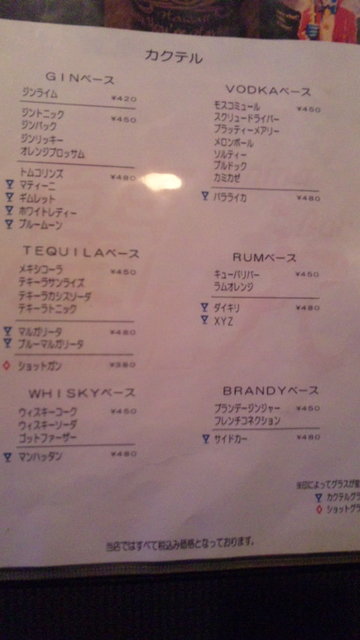 カクテル
GINベース
ジンライム ¥420
ジントニック ¥450
ジンバック
ジンリッキー
オレンジブロッサム
トムコリンズ ¥480
マティーニ
ギムレット
ホワイトレディー
ブルームーン
TEQUILAベース
メキシコーラ ¥450
テキーラサンライズ
テキーラカシスソーダ
テキーラトニック
マルガリータ ¥480
ブルーマルガリータ
ショットガン ¥380
WHISKYベース
ウィスキーコーク ¥450
ウィスキーソーダ
ゴットファーザー
マンハッタン ¥480
VODKAベース
モスコミュール ¥450
スクリュードライバー
ブラッティーメアリー
メロンボール
ソルティー
ブルドック
カミカゼ
バラライカ ¥480
RUMベース
キューバリバー ¥450
ラムオレンジ
ダイキリ ¥480
XYZ
BRANDYベース
ブランデージンジャー ¥450
フレンチコネクション
サイドカー ¥480
※印によってグラスが変
カクテルグラ
ショットグラ
当店ではすべて税込み価格となっております。